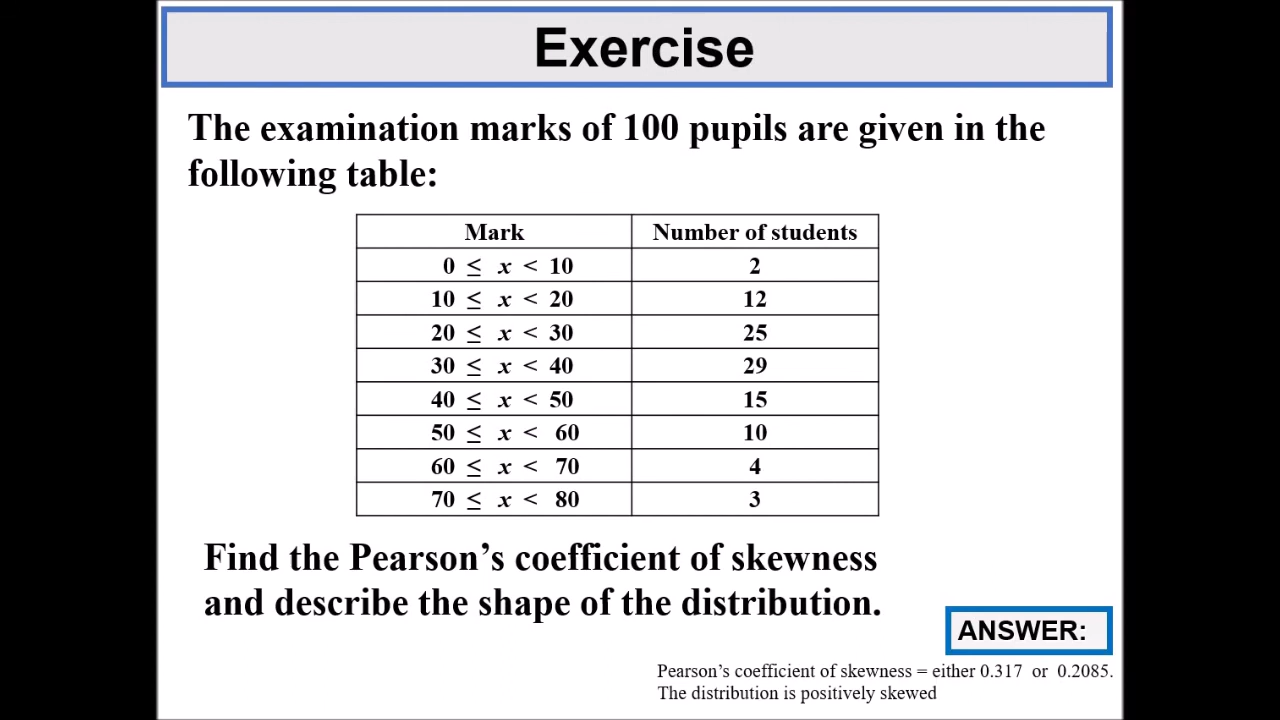 Exercise
The examination marks of 100 pupils are given in the
following table:
Mark Number of students
0 ≤ x < 10 2
10 ≤ x < 20 12
20 ≤ x < 30 25
30 ≤ x < 40 29
40 ≤ x < 50 15
50 ≤ x < 60 10
60 ≤ x < 70 4
70 ≤ x < 80 3
Find the Pearson’s coefficient of skewness
and describe the shape of the distribution.
ANSWER:
Pearson’s coefficient of skewness = either 0.317 or 0.2085.
The distribution is positively skewed